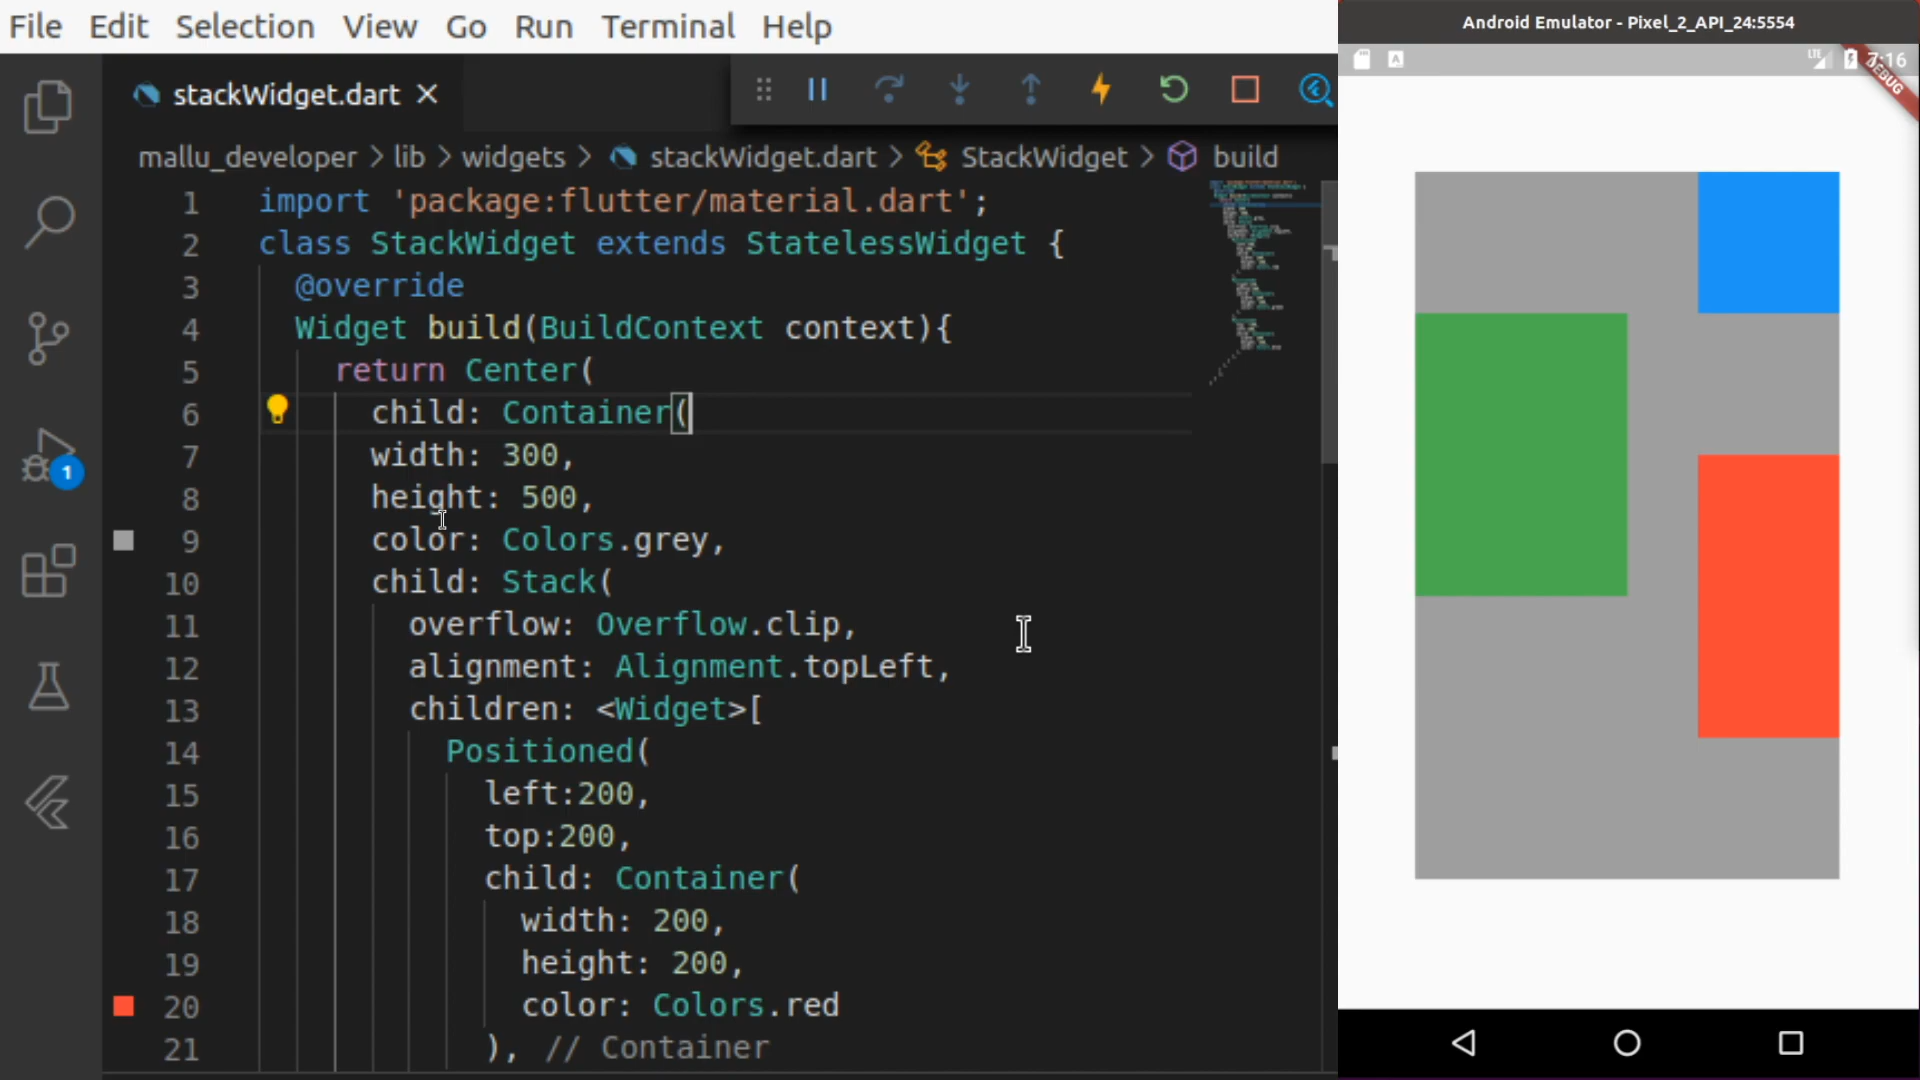 File Edit Selection View Go Run Terminal Help
Android Emulator - Pixel_2_API_24:5554
LTE 7:16
DEBUG
stackWidget.dart
mallu_developer > lib > widgets > stackWidget.dart > StackWidget > build
1 import 'package:flutter/material.dart';
2 class StackWidget extends StatelessWidget {
3 @override
4 Widget build(BuildContext context){
5 return Center(
6 child: Container(
7 width: 300,
8 height: 500,
9 color: Colors.grey,
10 child: Stack(
11 overflow: Overflow.clip,
12 alignment: Alignment.topLeft,
13 children: <Widget>[
14 Positioned(
15 left:200,
16 top:200,
17 child: Container(
18 width: 200,
19 height: 200,
20 color: Colors.red
21 ), // Container
1
A